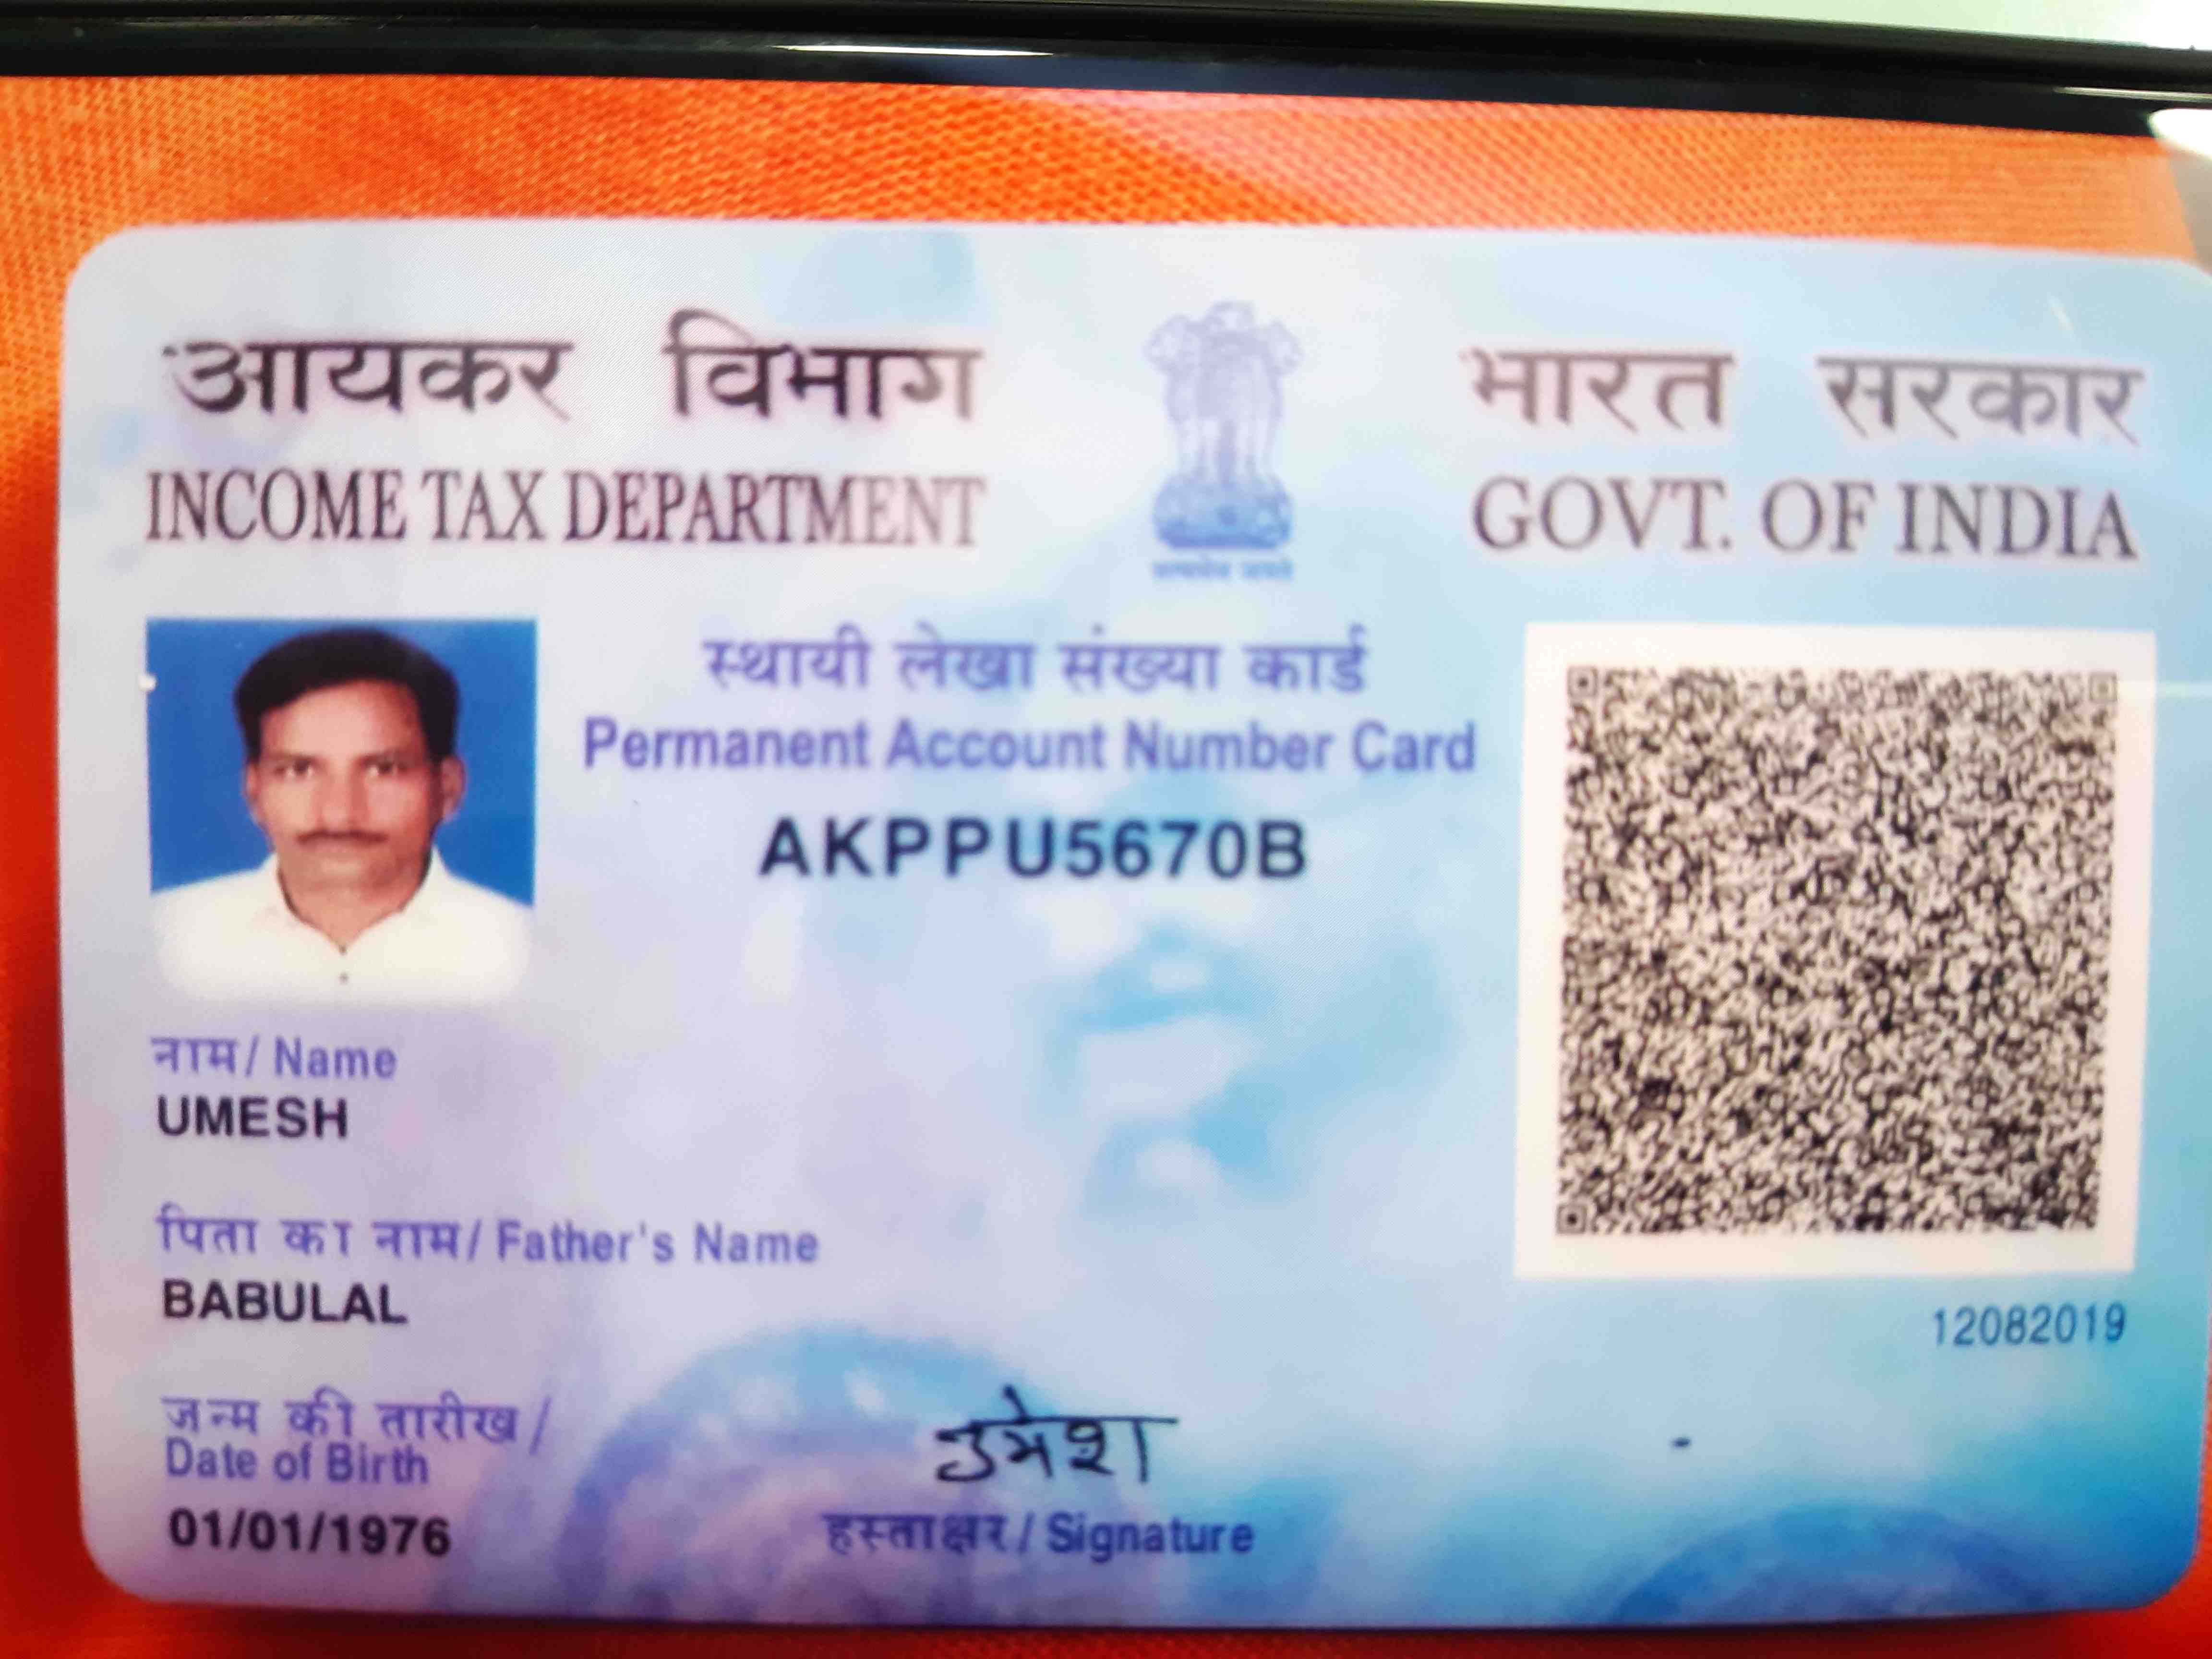 आयकर विभाग
INCOME TAX DEPARTMENT
भारत सरकार
GOVT. OF INDIA
सत्यमेव जयते
स्थायी लेखा संख्या कार्ड
Permanent Account Number Card
AKPPU5670B
नाम/ Name
UMESH
पिता का नाम/ Father's Name
BABULAL
12082019
जन्म की तारीख/
Date of Birth
01/01/1976
उमेश
हस्ताक्षर/ Signature